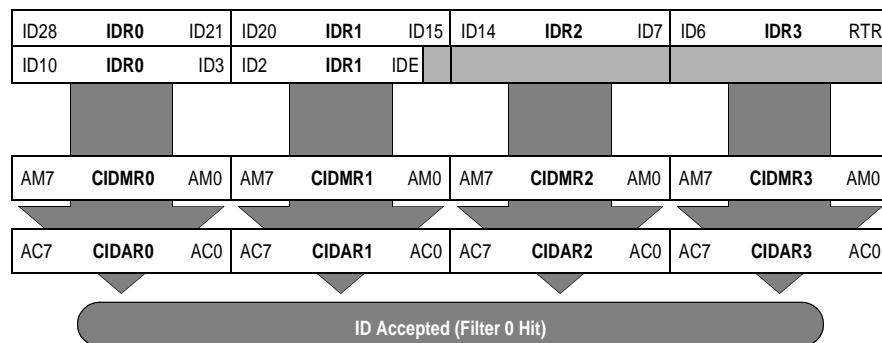 ID28 IDR0 ID21 ID20 IDR1 ID15 ID14 IDR2 ID7 ID6 IDR3 RTR
ID10 IDR0 ID3 ID2 IDR1 IDE
AM7 CIDMR0 AM0 AM7 CIDMR1 AM0 AM7 CIDMR2 AM0 AM7 CIDMR3 AM0
AC7 CIDAR0 AC0 AC7 CIDAR1 AC0 AC7 CIDAR2 AC0 AC7 CIDAR3 AC0
ID Accepted (Filter 0 Hit)